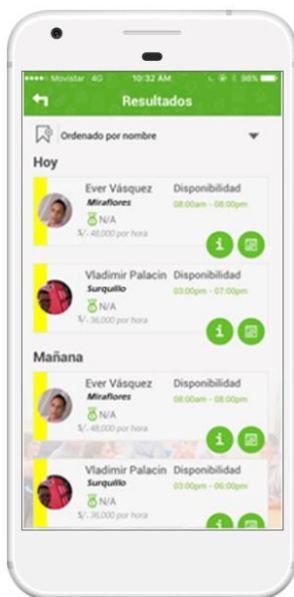 Movistar 4G 10:32 AM 98%
Resultados
Ordenado por nombre
Hoy
Ever Vásquez Disponibilidad
Miraflores 08:00am - 08:00pm
N/A
S/. 48,000 por hora
Vladimir Palacin Disponibilidad
Surquillo 03:00pm - 07:00pm
N/A
S/. 36,000 por hora
Mañana
Ever Vásquez Disponibilidad
Miraflores 08:00am - 08:00pm
N/A
S/. 48,000 por hora
Vladimir Palacin Disponibilidad
Surquillo 03:00pm - 06:00pm
N/A
S/. 36,000 por hora